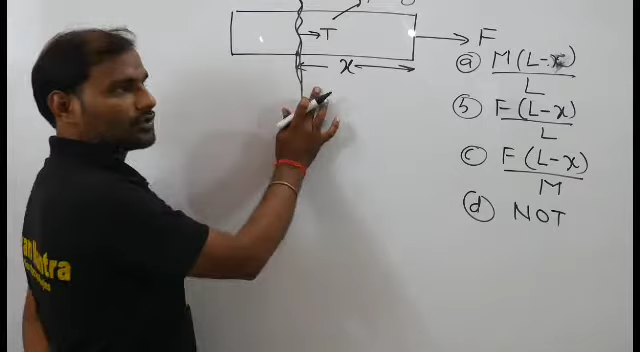 T
F
x
(a) M(L-x)
L
(b) F(L-x)
L
(c) F(L-x)
M
(d) NOT